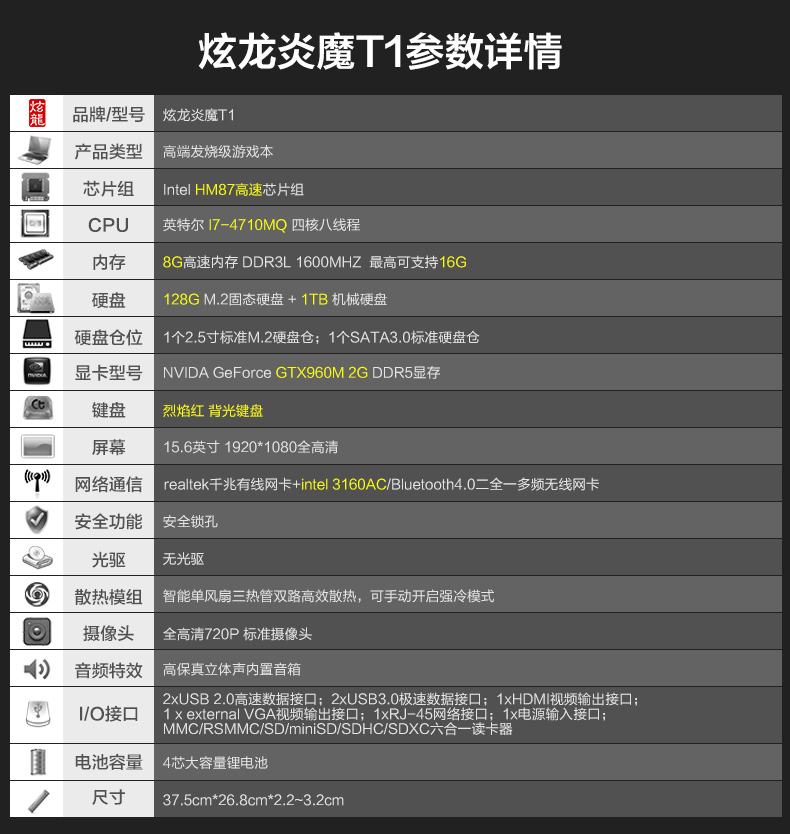 炫龙炎魔T1参数详情
炫龍 品牌/型号 炫龙炎魔T1
产品类型 高端发烧级游戏本
芯片组 Intel HM87高速芯片组
CPU 英特尔 I7-4710MQ 四核八线程
内存 8G高速内存 DDR3L 1600MHZ 最高可支持16G
硬盘 128G M.2固态硬盘 + 1TB 机械硬盘
硬盘仓位 1个2.5寸标准M.2硬盘仓；1个SATA3.0标准硬盘仓
NVIDIA 显卡型号 NVIDIA GeForce GTX960M 2G DDR5显存
Ct 键盘 烈焰红 背光键盘
屏幕 15.6英寸 1920*1080全高清
网络通信 realtek千兆有线网卡+intel 3160AC/Bluetooth4.0二全一多频无线网卡
安全功能 安全锁孔
光驱 无光驱
散热模组 智能单风扇三热管双路高效散热，可手动开启强冷模式
摄像头 全高清720P 标准摄像头
音频特效 高保真立体声内置音箱
I/O接口 2xUSB 2.0高速数据接口；2xUSB3.0极速数据接口；1xHDMI视频输出接口；
1 x external VGA视频输出接口；1xRJ-45网络接口；1x电源输入接口；
MMC/RSMMC/SD/miniSD/SDHC/SDXC六合一读卡器
电池容量 4芯大容量锂电池
尺寸 37.5cm*26.8cm*2.2~3.2cm